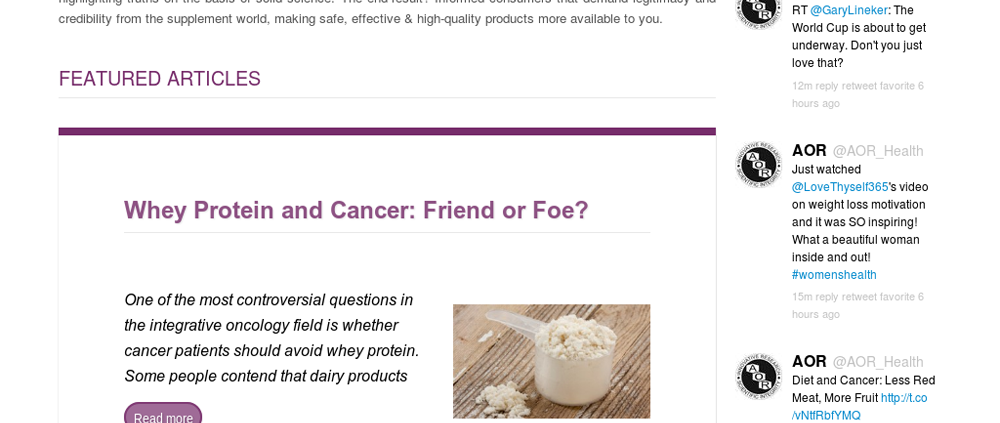 highlighting truths on the basis of solid science. The end result? Informed consumers that demand legitimacy and
credibility from the supplement world, making safe, effective & high-quality products more available to you.
FEATURED ARTICLES
Whey Protein and Cancer: Friend or Foe?
One of the most controversial questions in
the integrative oncology field is whether
cancer patients should avoid whey protein.
Some people contend that dairy products
Read more
RT @GaryLineker: The
World Cup is about to get
underway. Don't you just
love that?
12m reply retweet favorite 6
hours ago
AOR @AOR_Health
Just watched
@LoveThyself365's video
on weight loss motivation
and it was SO inspiring!
What a beautiful woman
inside and out!
#womenshealth
15m reply retweet favorite 6
hours ago
AOR @AOR_Health
Diet and Cancer: Less Red
Meat, More Fruit http://t.co
/vNtfRbfYMQ